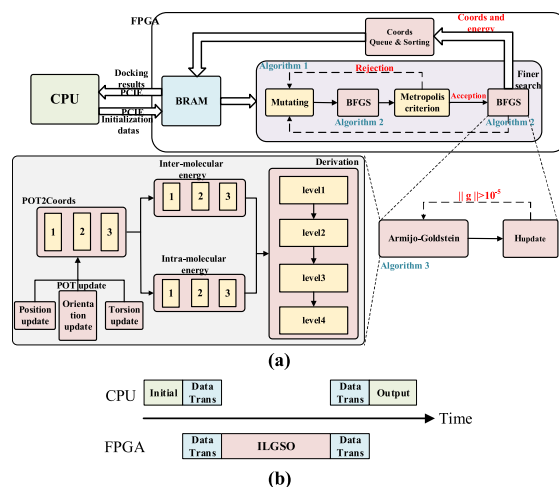 FPGA
Coords
Queue & Sorting
Coords and
energy
Algorithm 1
Rejection
Finer
search
Docking
results
PCIE
CPU
BRAM
PCIE
Initialization
datas
Mutating
BFGS
Metropolis
criterion
Acception
BFGS
Algorithm 2
Algorithm 2
Inter-molecular
energy
Derivation
POT2Coords
1 2 3
1 2 3
level1
level2
level3
level4
Intra-molecular
energy
1 2 3
POT update
Position
update
Orienta
tion
update
Torsion
update
|| g ||>10⁻⁵
Armijo-Goldstein
Hupdate
Algorithm 3
(a)
CPU
Initial
Data
Trans
Data
Trans
Output
Time
FPGA
Data
Trans
ILGSO
Data
Trans
(b)